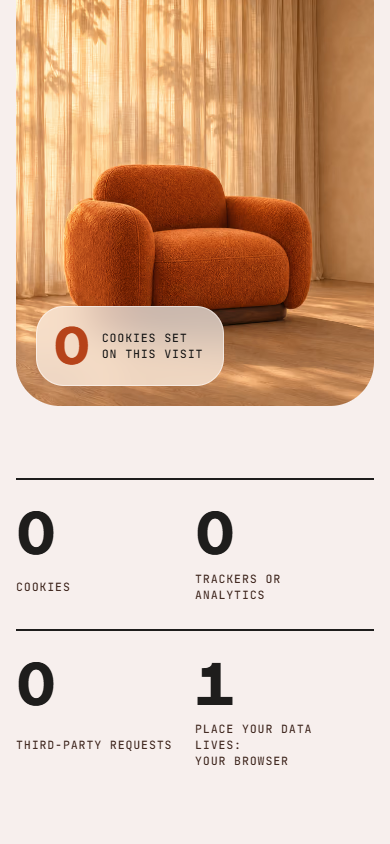 0
COOKIES SET
ON THIS VISIT
0
COOKIES
0
TRACKERS OR
ANALYTICS
0
THIRD-PARTY REQUESTS
1
PLACE YOUR DATA
LIVES:
YOUR BROWSER